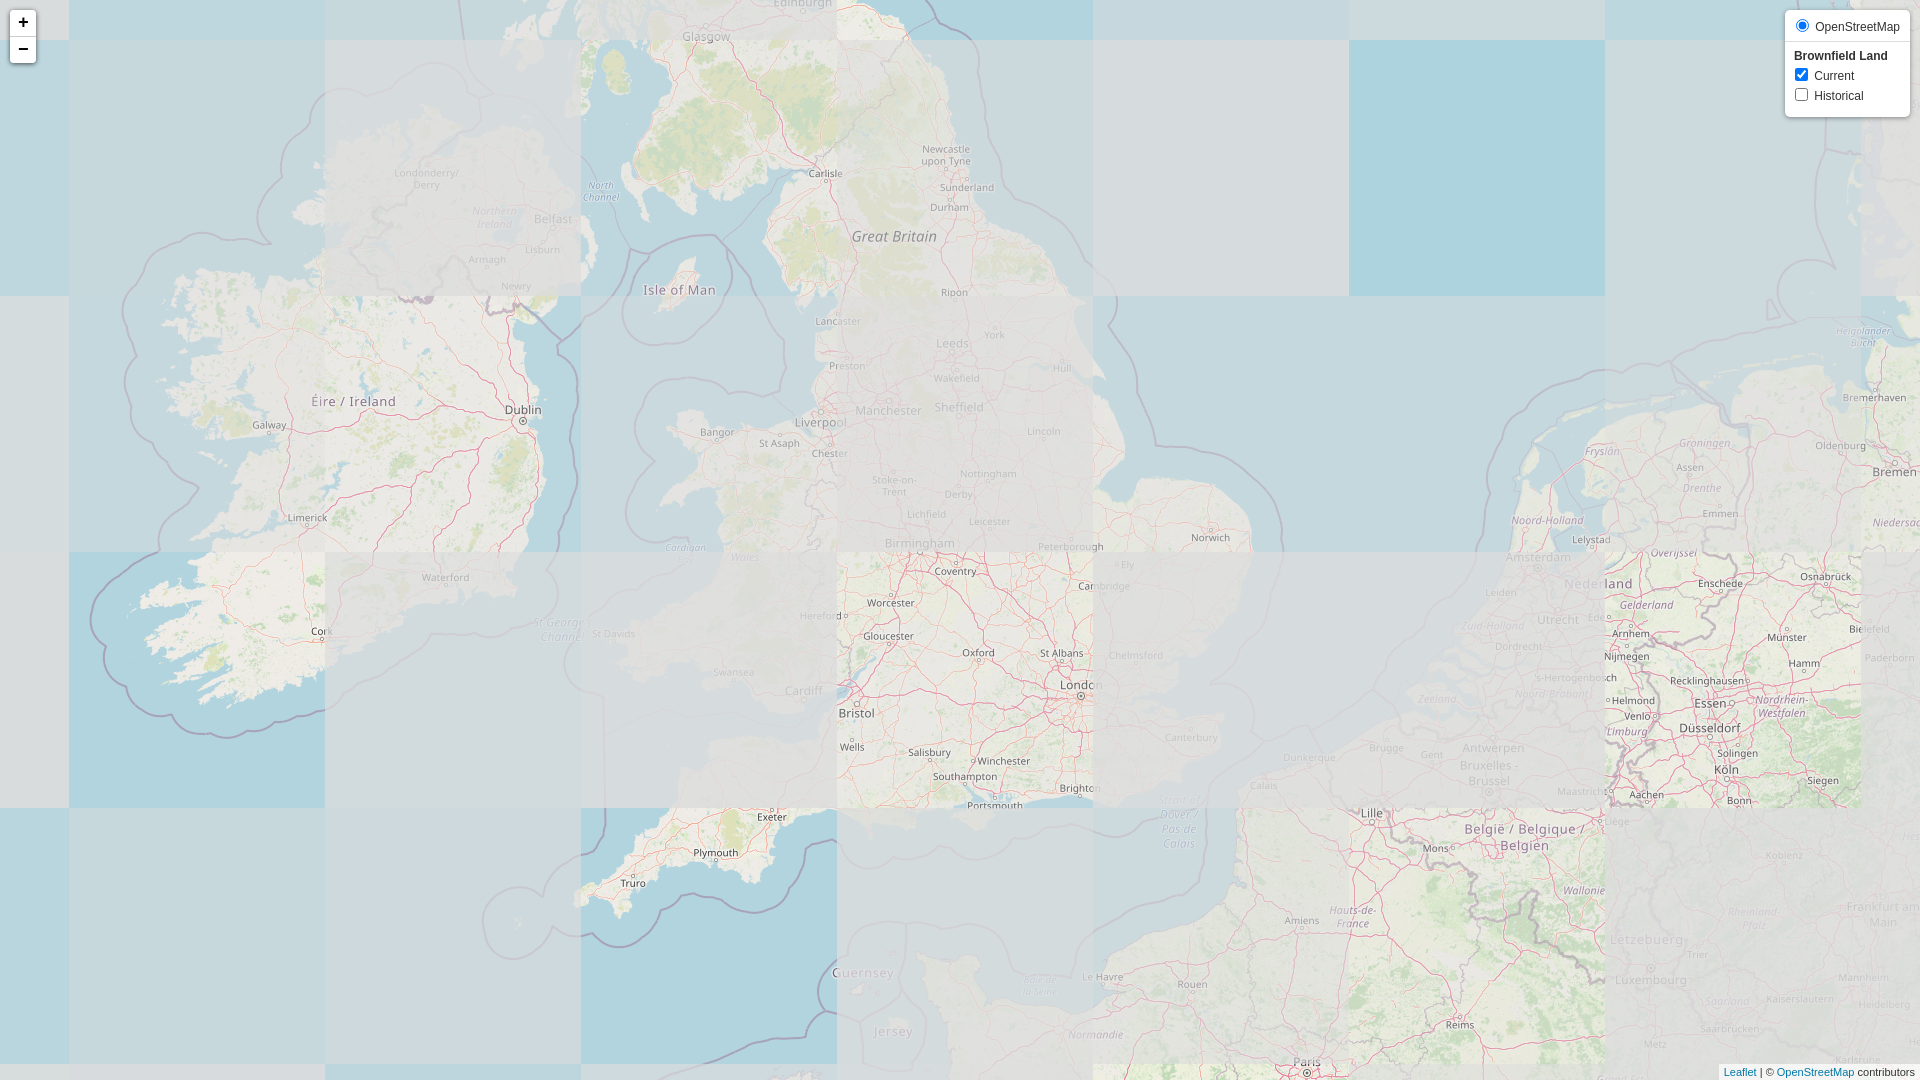 +
−
OpenStreetMap
Brownfield Land
Current
Historical
Edinburgh
Glasgow
Londonderry/
Derry
North
Channel
Northern
Ireland
Belfast
Lisburn
Armagh
Newry
Carlisle
Newcastle
upon Tyne
Sunderland
Durham
Great Britain
Isle of Man
Ripon
Lancaster
York
Leeds
Preston
Hull
Wakefield
Manchester
Sheffield
Liverpool
Lincoln
Bangor
St Asaph
Chester
Éire / Ireland
Dublin
Galway
Limerick
Waterford
Cork
Stoke-on-
Trent
Nottingham
Derby
Lichfield
Leicester
Birmingham
Peterborough
Norwich
Cardigan
Wales
Coventry
Ely
Cambridge
Worcester
Hereford
Gloucester
Oxford
St Albans
Chelmsford
St George's
Channel
St Davids
Swansea
Cardiff
London
Bristol
Wells
Salisbury
Winchester
Southampton
Portsmouth
Brighton
Canterbury
Exeter
Plymouth
Truro
Guernsey
Jersey
Helgoländer
Bucht
Bremerhaven
Groningen
Oldenburg
Fryslân
Assen
Bremen
Drenthe
Emmen
Noord-Holland
Lelystad
Overijssel
Amsterdam
Nederland
Enschede
Osnabrück
Leiden
Gelderland
Utrecht
Zuid-Holland
Arnhem
Münster
Bielefeld
Dordrecht
Nijmegen
Paderborn
Hamm
's-Hertogenbosch
Recklinghausen
Noord-Brabant
Zeeland
Helmond
Essen
Nordrhein-
Westfalen
Venlo
Limburg
Düsseldorf
Brugge
Gent
Antwerpen
Bruxelles -
Brussel
Solingen
Köln
Maastricht
Aachen
Siegen
Bonn
Dunkerque
Calais
Dover /
Pas de
Calais
Lille
België / Belgique /
Belgien
Liège
Mons
Wallonie
Koblenz
Hauts-de-
France
Amiens
Rheinland-
Pfalz
Frankfurt am
Main
Lëtzebuerg
Trier
Luxembourg
Mannheim
Saarland
Kaiserslautern
Heidelberg
Saarbrücken
Metz
Karlsruhe
Le Havre
Rouen
Baie de
la Seine
Normandie
Reims
Paris
Leaflet | © OpenStreetMap contributors